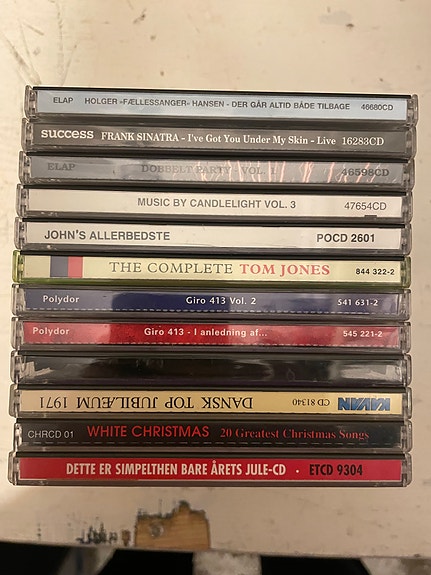 ELAP HOLGER »FÆLLESSANGER« HANSEN - DER GÅR ALTID BÅDE TILBAGE 46680CD
success FRANK SINATRA - I've Got You Under My Skin - Live 16283CD
ELAP DOBBELT PARTY - VOL. 1 46598CD
MUSIC BY CANDLELIGHT VOL. 3 47654CD
JOHN'S ALLERBEDSTE POCD 2601
THE COMPLETE TOM JONES 844 322-2
Polydor Giro 413 Vol. 2 541 631-2
Polydor Giro 413 - I anledning af... 545 221-2
DANSK TOP JUBILÆUM 1971 CD 81340
CHRCD 01 WHITE CHRISTMAS 20 Greatest Christmas Songs
DETTE ER SIMPELTHEN BARE ÅRETS JULE-CD · ETCD 9304